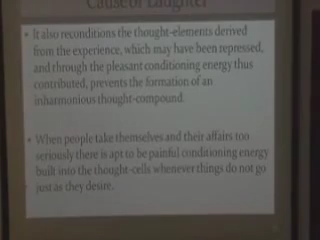 Cause of Laughter
• It also reconditions the thought-elements derived
from the experience, which may have been repressed,
and through the pleasant conditioning energy thus
contributed, prevents the formation of an
inharmonious thought-compound.
• When people take themselves and their affairs too
seriously there is apt to be painful conditioning energy
built into the thought-cells whenever things do not go
just as they desire.